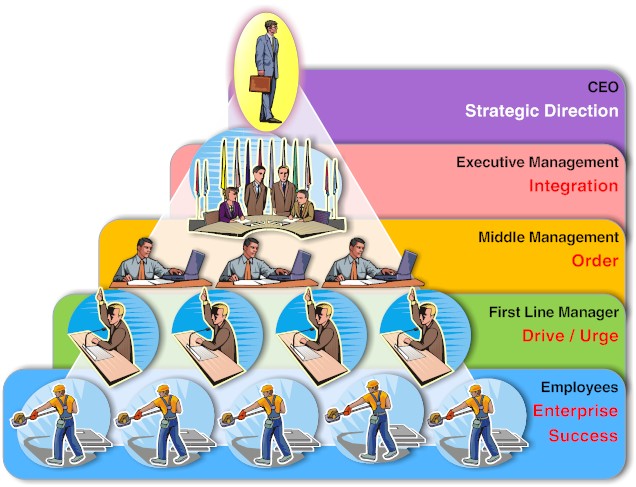 CEO
Strategic Direction
Executive Management
Integration
Middle Management
Order
First Line Manager
Drive / Urge
Employees
Enterprise
Success